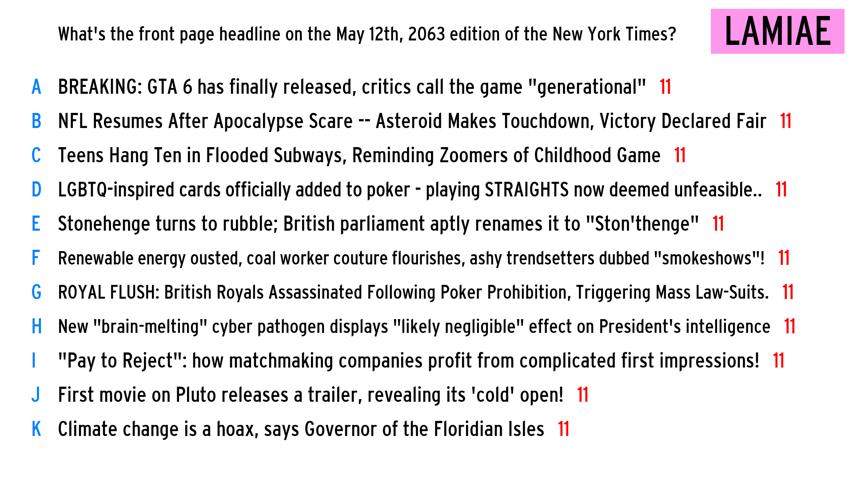 What's the front page headline on the May 12th, 2063 edition of the New York Times?
LAMIAE
A BREAKING: GTA 6 has finally released, critics call the game "generational" 11
B NFL Resumes After Apocalypse Scare -- Asteroid Makes Touchdown, Victory Declared Fair 11
C Teens Hang Ten in Flooded Subways, Reminding Zoomers of Childhood Game 11
D LGBTQ-inspired cards officially added to poker - playing STRAIGHTS now deemed unfeasible.. 11
E Stonehenge turns to rubble; British parliament aptly renames it to "Ston'thenge" 11
F Renewable energy ousted, coal worker couture flourishes, ashy trendsetters dubbed "smokeshows"! 11
G ROYAL FLUSH: British Royals Assassinated Following Poker Prohibition, Triggering Mass Law-Suits. 11
H New "brain-melting" cyber pathogen displays "likely negligible" effect on President's intelligence 11
I "Pay to Reject": how matchmaking companies profit from complicated first impressions! 11
J First movie on Pluto releases a trailer, revealing its 'cold' open! 11
K Climate change is a hoax, says Governor of the Floridian Isles 11